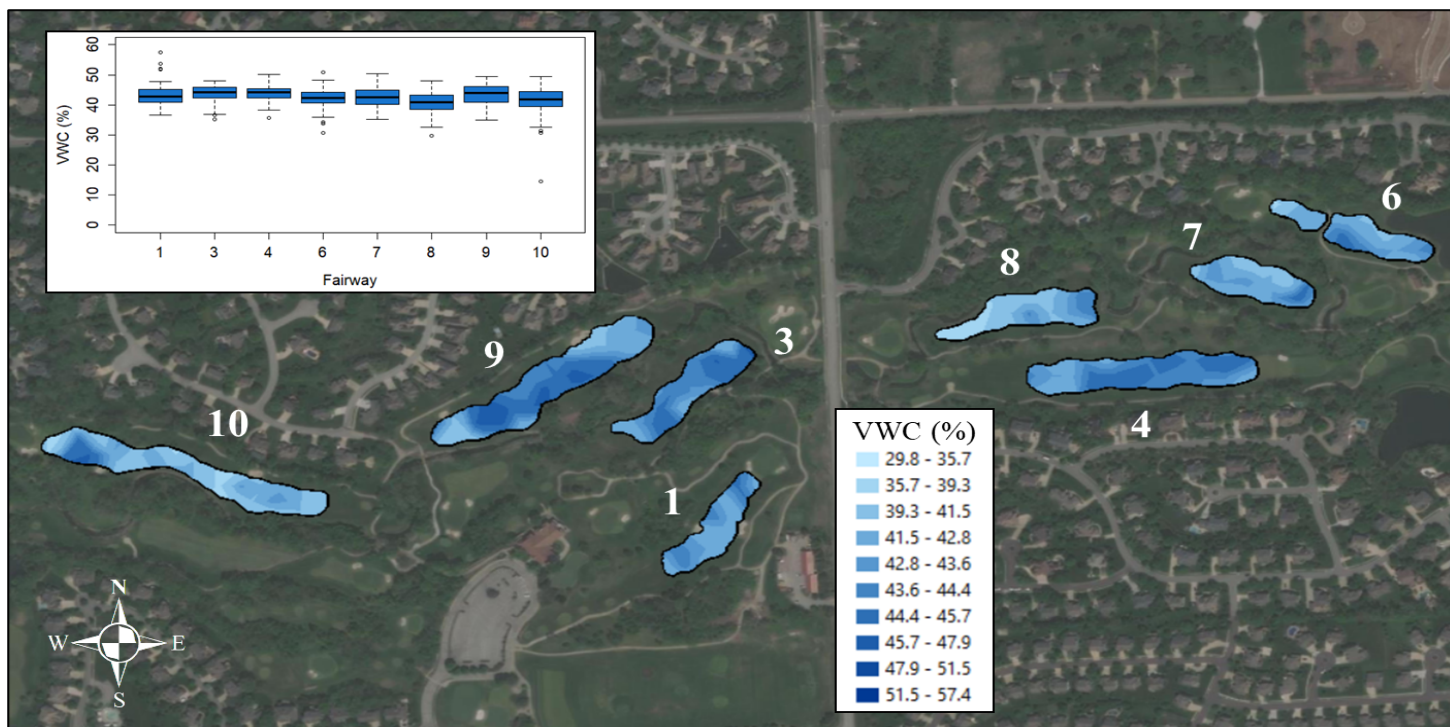 60
50
40
30
20
10
0
VWC (%)
1 3 4 6 7 8 9 10
Fairway
6
7
8
9
3
4
10
1
VWC (%)
29.8 - 35.7
35.7 - 39.3
39.3 - 41.5
41.5 - 42.8
42.8 - 43.6
43.6 - 44.4
44.4 - 45.7
45.7 - 47.9
47.9 - 51.5
51.5 - 57.4
N
W E
S